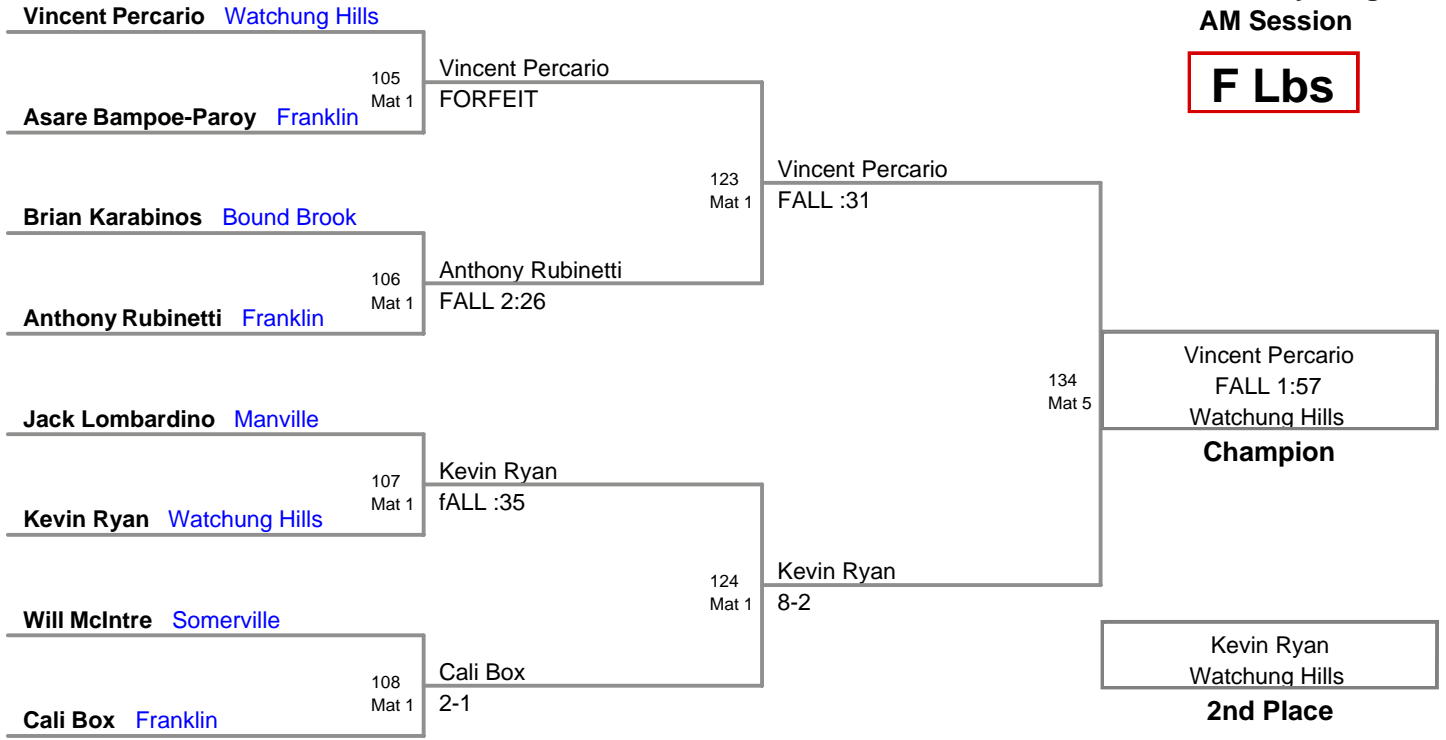 AM Session
F Lbs
Vincent Percario Watchung Hills
105
Mat 1
Vincent Percario
FORFEIT
Asare Bampoe-Paroy Franklin
123
Mat 1
Vincent Percario
FALL :31
Brian Karabinos Bound Brook
106
Mat 1
Anthony Rubinetti
FALL 2:26
Anthony Rubinetti Franklin
134
Mat 5
Vincent Percario
FALL 1:57
Watchung Hills
Champion
Jack Lombardino Manville
107
Mat 1
Kevin Ryan
fALL :35
Kevin Ryan Watchung Hills
124
Mat 1
Kevin Ryan
8-2
Will McIntre Somerville
108
Mat 1
Cali Box
2-1
Cali Box Franklin
Kevin Ryan
Watchung Hills
2nd Place